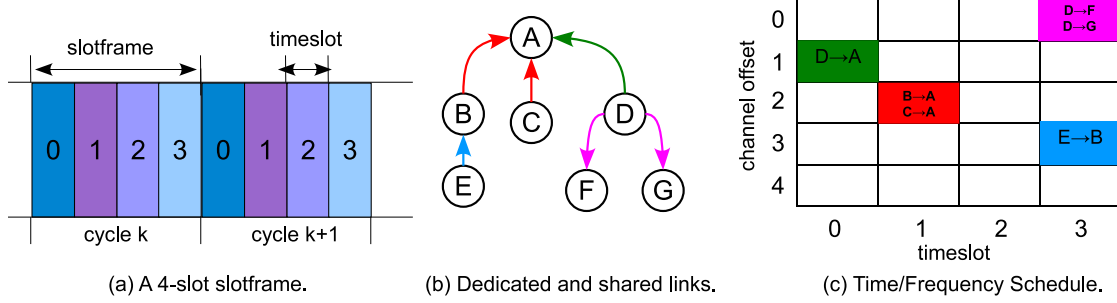 slotframe
timeslot
0 1 2 3 0 1 2 3
cycle k
cycle k+1
(a) A 4-slot slotframe.
A
B
C
D
E
F
G
(b) Dedicated and shared links.
channel offset
0
1
2
3
4
D→F
D→G
D→A
B→A
C→A
E→B
0 1 2 3
timeslot
(c) Time/Frequency Schedule.